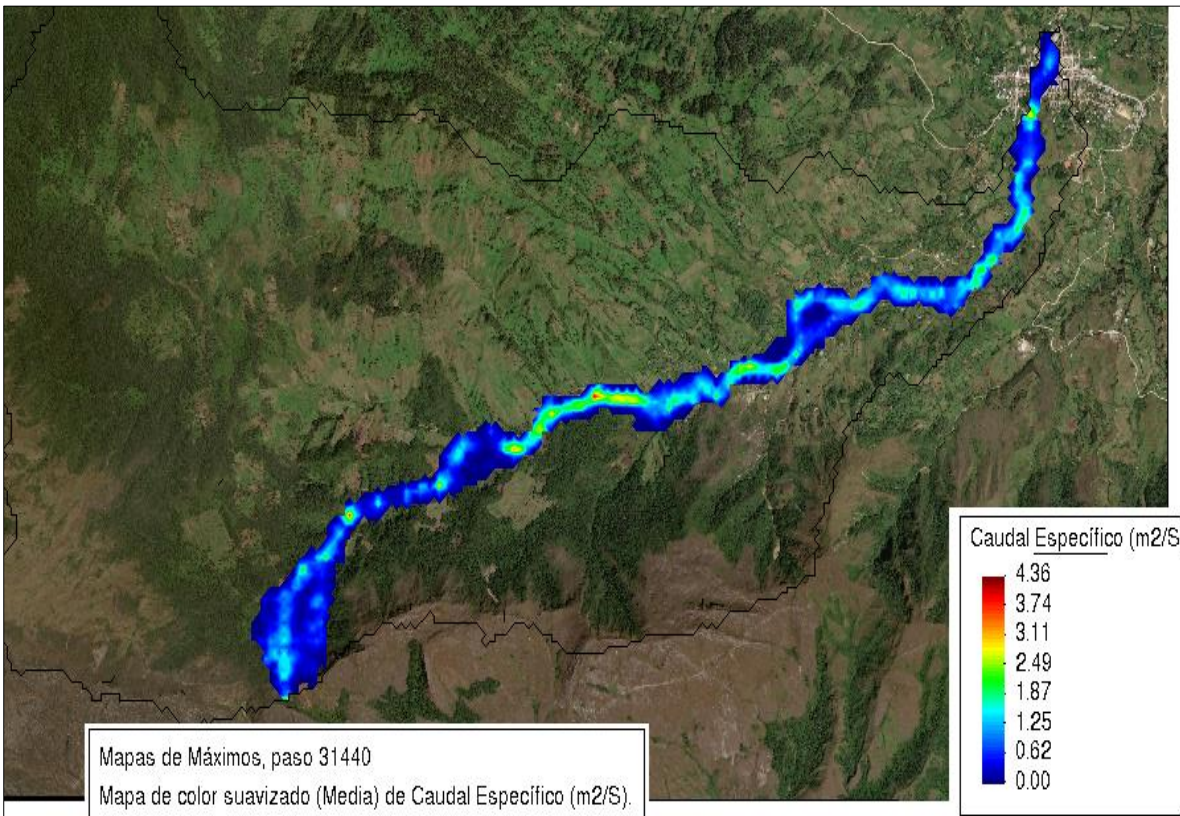 Caudal Específico (m2/S
4.36
3.74
3.11
2.49
1.87
1.25
0.62
0.00
Mapas de Máximos, paso 31440
Mapa de color suavizado (Media) de Caudal Específico (m2/S).